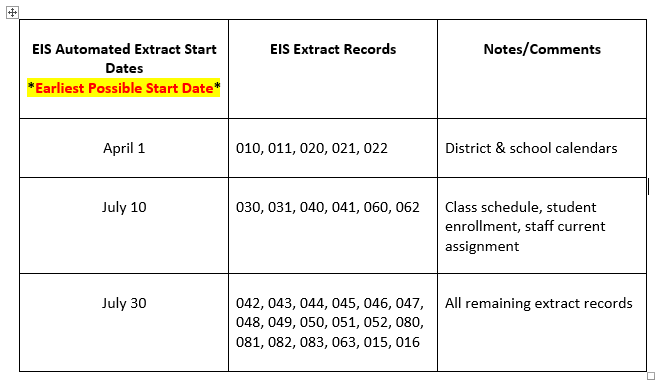 EIS Automated Extract Start
Dates
*Earliest Possible Start Date*
EIS Extract Records
Notes/Comments
April 1
010, 011, 020, 021, 022
District & school calendars
July 10
030, 031, 040, 041, 060, 062
Class schedule, student
enrollment, staff current
assignment
July 30
042, 043, 044, 045, 046, 047,
048, 049, 050, 051, 052, 080,
081, 082, 083, 063, 015, 016
All remaining extract records